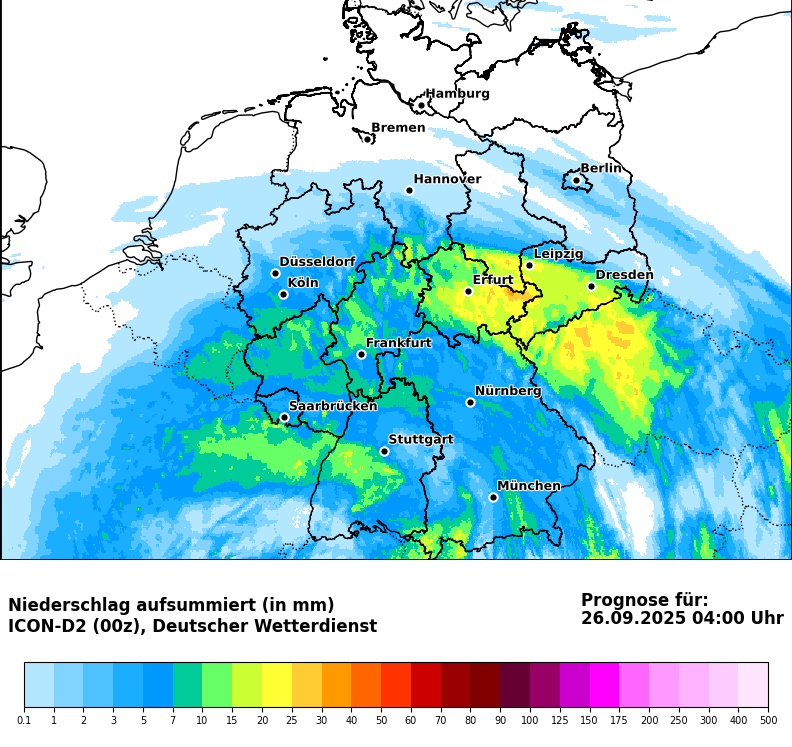 Hamburg
Bremen
Berlin
Hannover
Leipzig
Düsseldorf
Dresden
Köln
Erfurt
Frankfurt
Nürnberg
Saarbrücken
Stuttgart
München
Niederschlag aufsummiert (in mm)
ICON-D2 (00z), Deutscher Wetterdienst
Prognose für:
26.09.2025 04:00 Uhr
0.1 1 2 3 5 7 10 15 20 25 30 40 50 60 70 80 90 100 125 150 175 200 250 300 400 500